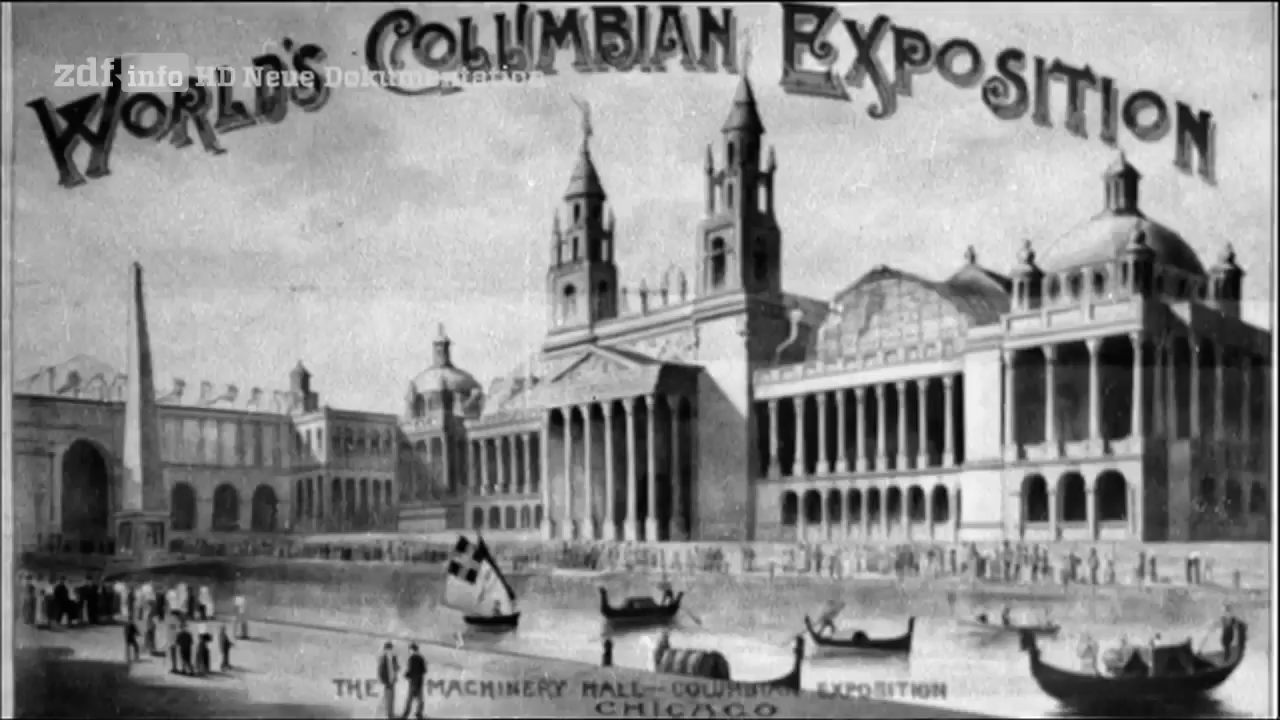 WORLD'S COLUMBIAN EXPOSITION
zdf info HD Neue Dokumentation
THE MACHINERY HALL-COLUMBIAN EXPOSITION
CHICAGO